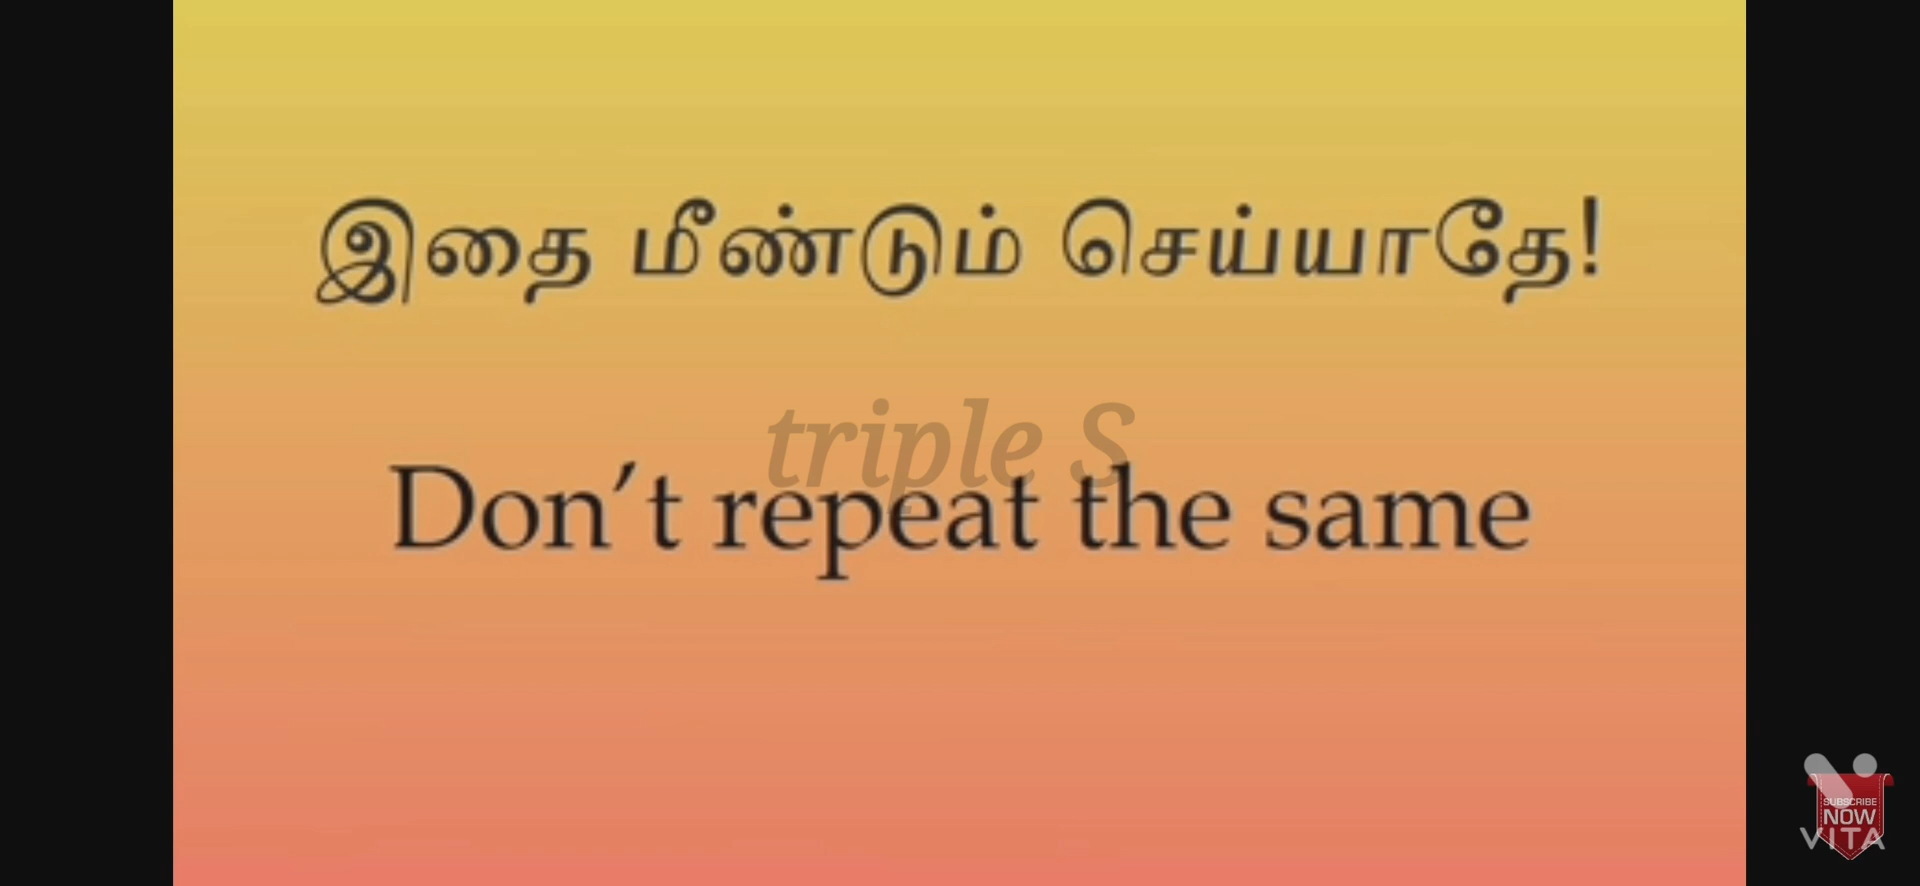 இதை மீண்டும் செய்யாதே!
triple S
Don't repeat the same
SUBSCRIBE
NOW
VITA